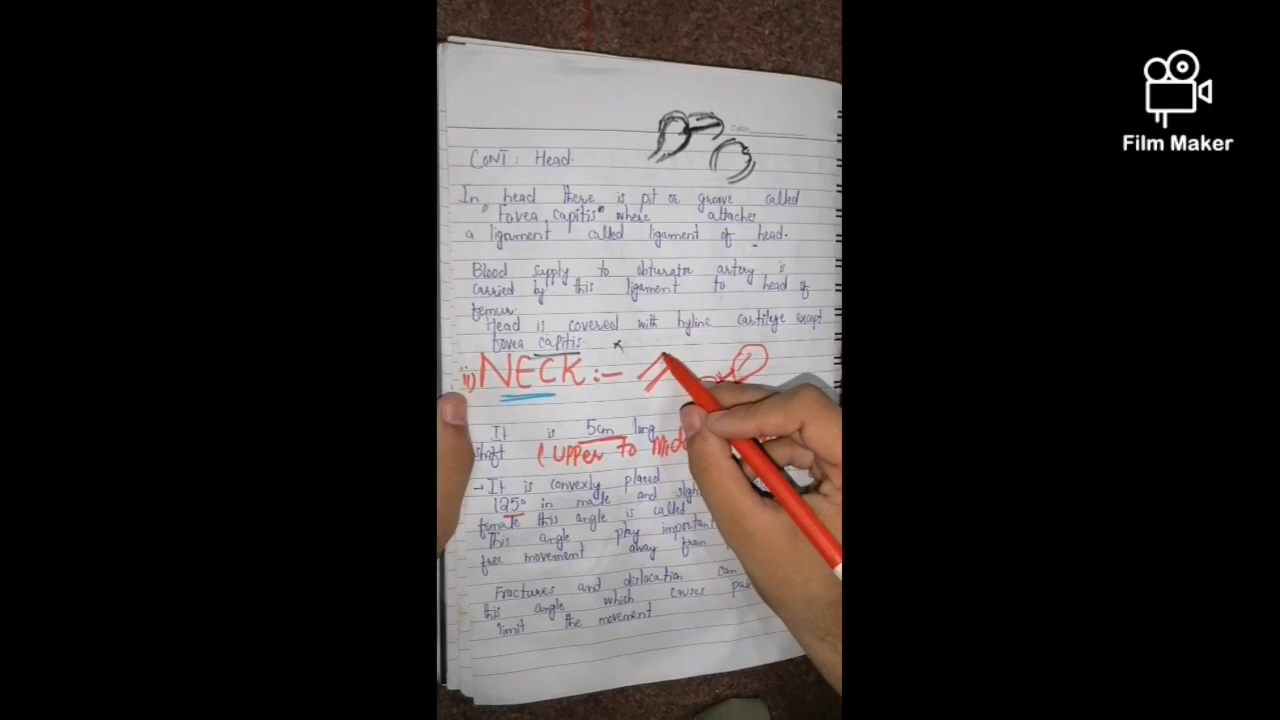 Film Maker
Date
CONT: Head
In head there is pit or groove called
"Fovea capitis" where attaches
a ligament called ligament of head.
Blood supply to obturator artery is
carried by this ligament to head of
femur
Head is covered with hyline cartilage except
fovea capitis
ii) NECK :-
It is 5cm long
shaft (UPPER TO Mid
→ It is convexly placed
125° in male and sligh
female this angle is called
This angle play important
free movement away from
Fractures and dislocation can
this angle which causes pa
limit the movement